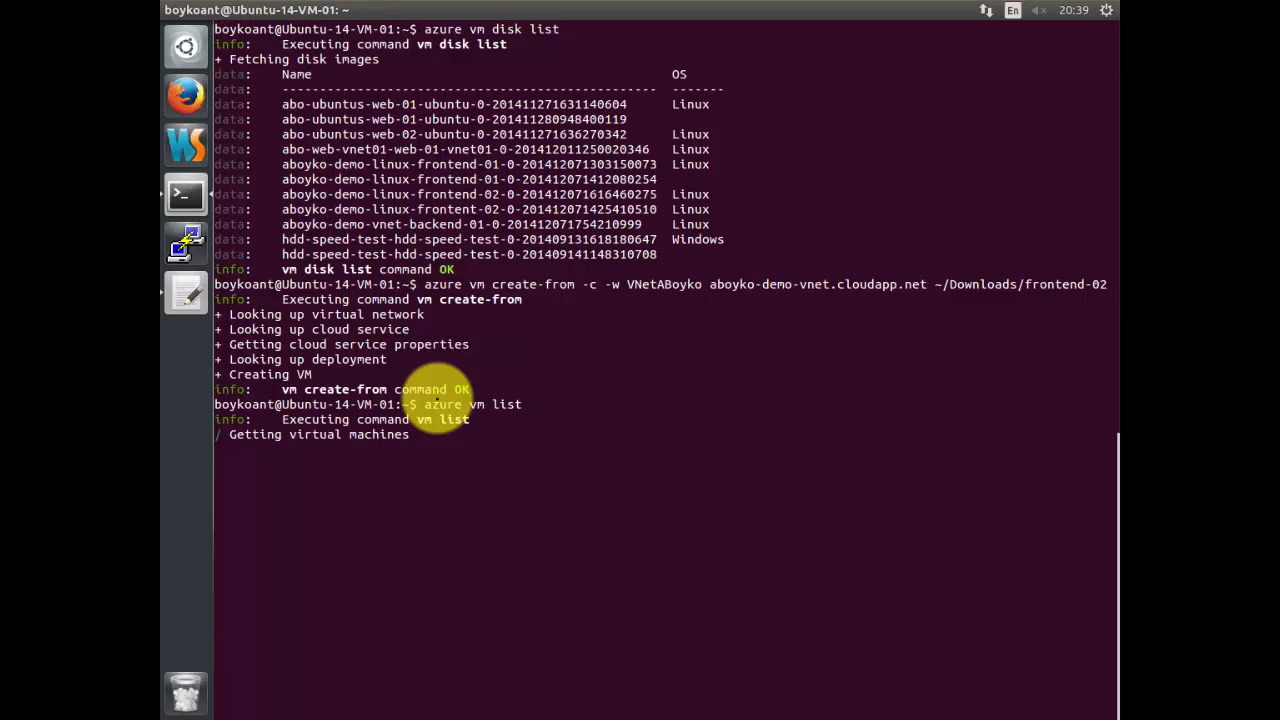 boykoant@Ubuntu-14-VM-01: ~
En
20:39
boykoant@Ubuntu-14-VM-01:~$ azure vm disk list
info: Executing command vm disk list
+ Fetching disk images
data: Name OS
data: -------------------------------------------------- -------
data: abo-ubuntus-web-01-ubuntu-0-201411271631140604 Linux
data: abo-ubuntus-web-01-ubuntu-0-201411280948400119
data: abo-ubuntus-web-02-ubuntu-0-201411271636270342 Linux
data: abo-web-vnet01-web-01-vnet01-0-201412011250020346 Linux
data: aboyko-demo-linux-frontend-01-0-201412071303150073 Linux
data: aboyko-demo-linux-frontend-01-0-201412071412080254
data: aboyko-demo-linux-frontend-02-0-201412071616460275 Linux
data: aboyko-demo-linux-frontent-02-0-201412071425410510 Linux
data: aboyko-demo-vnet-backend-01-0-201412071754210999 Linux
data: hdd-speed-test-hdd-speed-test-0-201409131618180647 Windows
data: hdd-speed-test-hdd-speed-test-0-201409141148310708
info: vm disk list command OK
boykoant@Ubuntu-14-VM-01:~$ azure vm create-from -c -w VNetABoyko aboyko-demo-vnet.cloudapp.net ~/Downloads/frontend-02
info: Executing command vm create-from
+ Looking up virtual network
+ Looking up cloud service
+ Getting cloud service properties
+ Looking up deployment
+ Creating VM
info: vm create-from command OK
boykoant@Ubuntu-14-VM-01:~$ azure vm list
info: Executing command vm list
/ Getting virtual machines